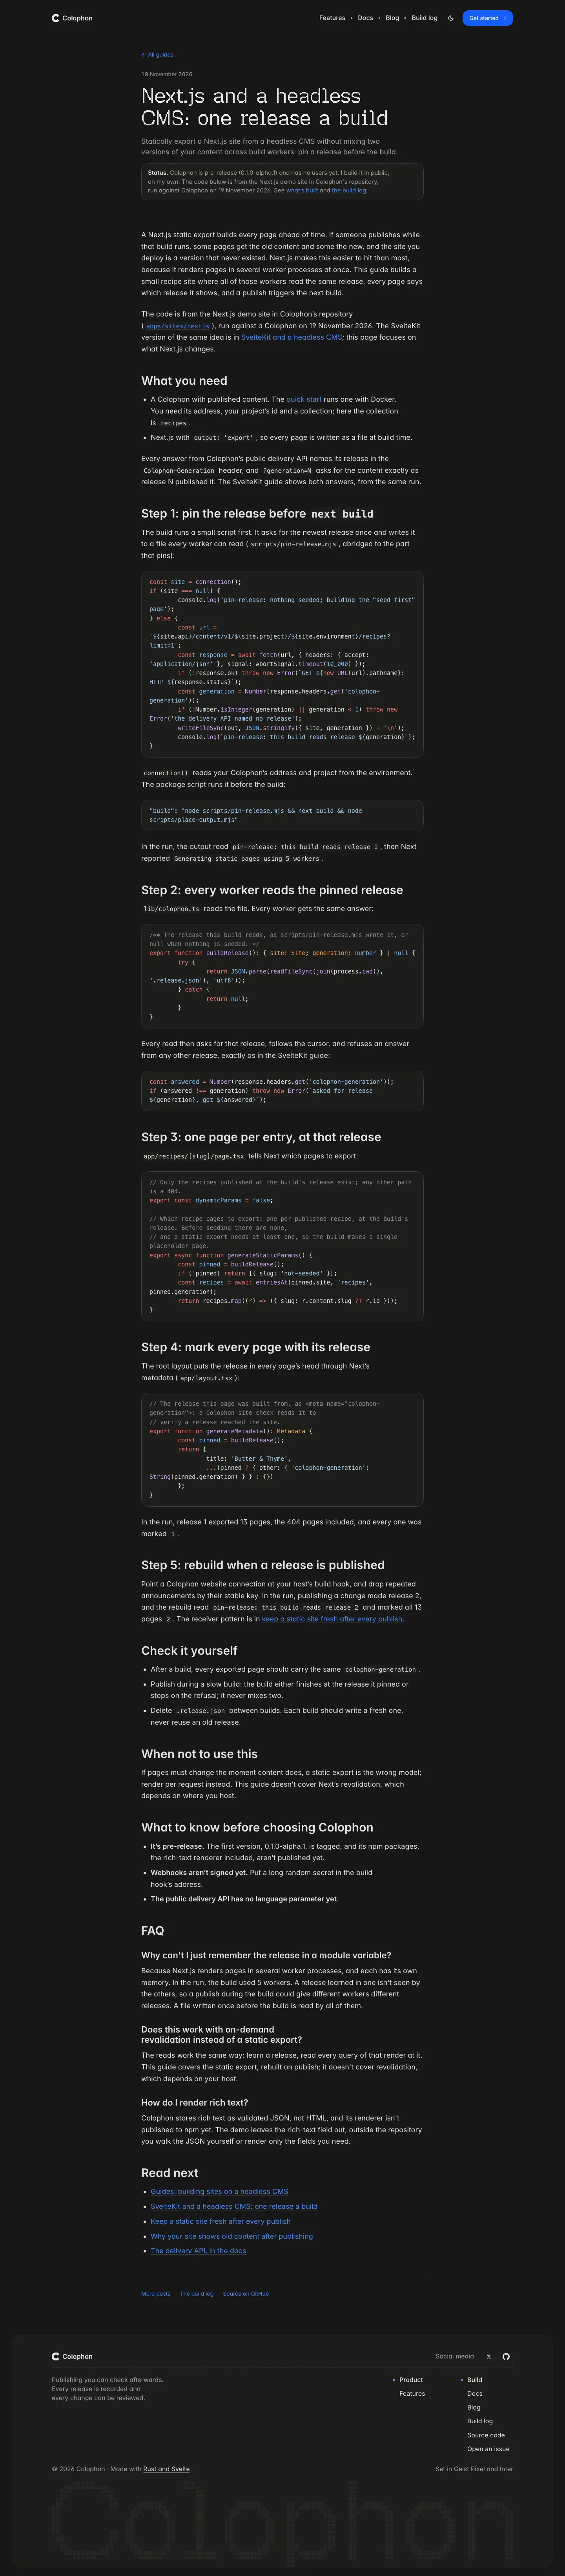 Colophon
Features • Docs • Blog • Build log
Get started
← All guides
19 November 2026
Next.js and a headless
CMS: one release a build
Statically export a Next.js site from a headless CMS without mixing two
versions of your content across build workers: pin a release before the build.
Status. Colophon is pre-release (0.1.0-alpha.1) and has no users yet. I build it in public,
on my own. The code below is from the Next.js demo site in Colophon's repository,
run against Colophon on 19 November 2026. See what's built and the build log.
A Next.js static export builds every page ahead of time. If someone publishes while
that build runs, some pages get the old content and some the new, and the site you
deploy is a version that never existed. Next.js makes this easier to hit than most,
because it renders pages in several worker processes at once. This guide builds a
small recipe site where all of those workers read the same release, every page says
which release it shows, and a publish triggers the next build.
The code is from the Next.js demo site in Colophon's repository
(apps/sites/nextjs), run against a Colophon on 19 November 2026. The SvelteKit
version of the same idea is in SvelteKit and a headless CMS; this page focuses on
what Next.js changes.
What you need
• A Colophon with published content. The quick start runs one with Docker.
You need its address, your project's id and a collection; here the collection
is recipes.
• Next.js with output: 'export', so every page is written as a file at build time.
Every answer from Colophon's public delivery API names its release in the
Colophon-Generation header, and ?generation=N asks for the content exactly as
release N published it. The SvelteKit guide shows both answers, from the same run.
Step 1: pin the release before next build
The build runs a small script first. It asks for the newest release once and writes it
to a file every worker can read (scripts/pin-release.mjs, abridged to the part
that pins):
const site = connection();
if (site === null) {
console.log('pin-release: nothing seeded; building the "seed first"
page');
} else {
const url =
`${site.api}/content/v1/${site.project}/${site.environment}/recipes?
limit=1`;
const response = await fetch(url, { headers: { accept:
'application/json' }, signal: AbortSignal.timeout(10_000) });
if (!response.ok) throw new Error(`GET ${new URL(url).pathname}:
HTTP ${response.status}`);
const generation = Number(response.headers.get('colophon-
generation'));
if (!Number.isInteger(generation) || generation < 1) throw new
Error('the delivery API named no release');
writeFileSync(out, JSON.stringify({ site, generation }) + '\n');
console.log(`pin-release: this build reads release ${generation}`);
}
connection() reads your Colophon's address and project from the environment.
The package script runs it before the build:
"build": "node scripts/pin-release.mjs && next build && node
scripts/place-output.mjs"
In the run, the output read pin-release: this build reads release 1, then Next
reported Generating static pages using 5 workers.
Step 2: every worker reads the pinned release
lib/colophon.ts reads the file. Every worker gets the same answer:
/** The release this build reads, as scripts/pin-release.mjs wrote it, or
null when nothing is seeded. */
export function buildRelease(): { site: Site; generation: number } | null {
try {
return JSON.parse(readFileSync(join(process.cwd(),
'.release.json'), 'utf8'));
} catch {
return null;
}
}
Every read then asks for that release, follows the cursor, and refuses an answer
from any other release, exactly as in the SvelteKit guide:
const answered = Number(response.headers.get('colophon-generation'));
if (answered !== generation) throw new Error(`asked for release
${generation}, got ${answered}`);
Step 3: one page per entry, at that release
app/recipes/[slug]/page.tsx tells Next which pages to export:
// Only the recipes published at the build's release exist; any other path
is a 404.
export const dynamicParams = false;
// Which recipe pages to export: one per published recipe, at the build's
release. Before seeding there are none,
// and a static export needs at least one, so the build makes a single
placeholder page.
export async function generateStaticParams() {
const pinned = buildRelease();
if (!pinned) return [{ slug: 'not-seeded' }];
const recipes = await entriesAt(pinned.site, 'recipes',
pinned.generation);
return recipes.map((r) => ({ slug: r.content.slug ?? r.id }));
}
Step 4: mark every page with its release
The root layout puts the release in every page's head through Next's
metadata (app/layout.tsx):
// The release this page was built from, as <meta name="colophon-
generation">: a Colophon site check reads it to
// verify a release reached the site.
export function generateMetadata(): Metadata {
const pinned = buildRelease();
return {
title: 'Butter & Thyme',
...(pinned ? { other: { 'colophon-generation':
String(pinned.generation) } } : {})
};
}
In the run, release 1 exported 13 pages, the 404 pages included, and every one was
marked 1.
Step 5: rebuild when a release is published
Point a Colophon website connection at your host's build hook, and drop repeated
announcements by their stable key. In the run, publishing a change made release 2,
and the rebuild read pin-release: this build reads release 2 and marked all 13
pages 2. The receiver pattern is in keep a static site fresh after every publish.
Check it yourself
• After a build, every exported page should carry the same colophon-generation.
• Publish during a slow build: the build either finishes at the release it pinned or
stops on the refusal; it never mixes two.
• Delete .release.json between builds. Each build should write a fresh one,
never reuse an old release.
When not to use this
If pages must change the moment content does, a static export is the wrong model;
render per request instead. This guide doesn't cover Next's revalidation, which
depends on where you host.
What to know before choosing Colophon
• It's pre-release. The first version, 0.1.0-alpha.1, is tagged, and its npm packages,
the rich-text renderer included, aren't published yet.
• Webhooks aren't signed yet. Put a long random secret in the build
hook's address.
• The public delivery API has no language parameter yet.
FAQ
Why can't I just remember the release in a module variable?
Because Next.js renders pages in several worker processes, and each has its own
memory. In the run, the build used 5 workers. A release learned in one isn't seen by
the others, so a publish during the build could give different workers different
releases. A file written once before the build is read by all of them.
Does this work with on-demand
revalidation instead of a static export?
The reads work the same way: learn a release, read every query of that render at it.
This guide covers the static export, rebuilt on publish; it doesn't cover revalidation,
which depends on your host.
How do I render rich text?
Colophon stores rich text as validated JSON, not HTML, and its renderer isn't
published to npm yet. The demo leaves the rich-text field out; outside the repository
you walk the JSON yourself or render only the fields you need.
Read next
• Guides: building sites on a headless CMS
• SvelteKit and a headless CMS: one release a build
• Keep a static site fresh after every publish
• Why your site shows old content after publishing
• The delivery API, in the docs
More posts
The build log
Source on GitHub
Colophon
Social media
Publishing you can check afterwards.
Every release is recorded and
every change can be reviewed.
• Product
Features
• Build
Docs
Blog
Build log
Source code
Open an issue
© 2026 Colophon · Made with Rust and Svelte
Set in Geist Pixel and Inter
Colophon